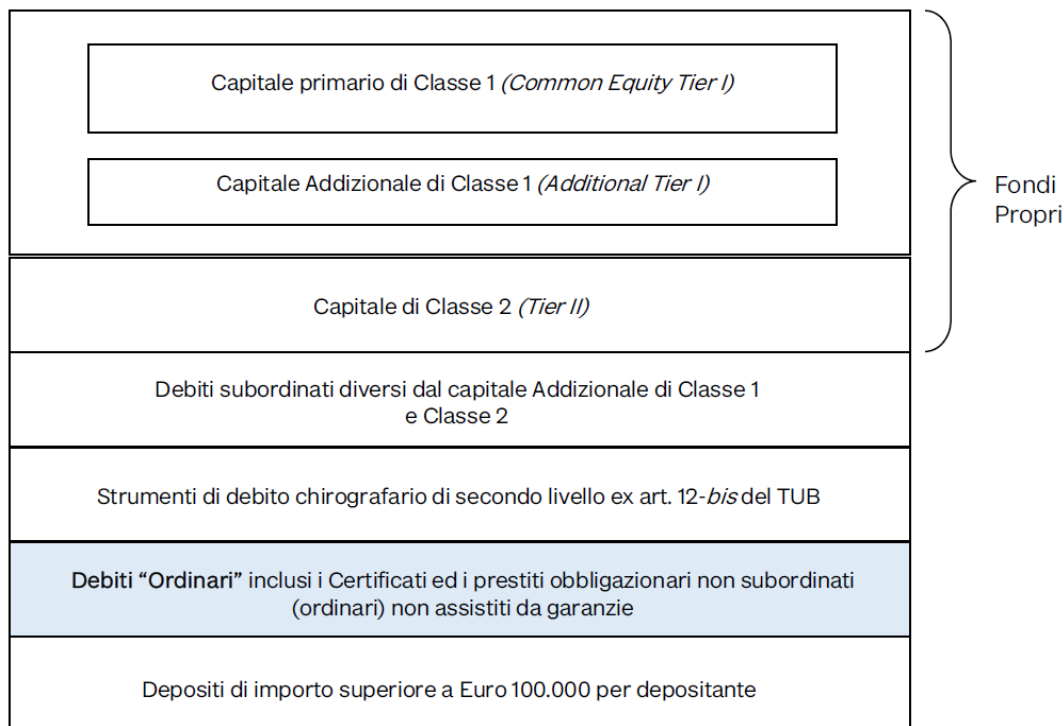 Capitale primario di Classe 1 (Common Equity Tier I)
Capitale Addizionale di Classe 1 (Additional Tier I)
Fondi
Propri
Capitale di Classe 2 (Tier II)
Debiti subordinati diversi dal capitale Addizionale di Classe 1
e Classe 2
Strumenti di debito chirografario di secondo livello ex art. 12-bis del TUB
Debiti “Ordinari” inclusi i Certificati ed i prestiti obbligazionari non subordinati
(ordinari) non assistiti da garanzie
Depositi di importo superiore a Euro 100.000 per depositante